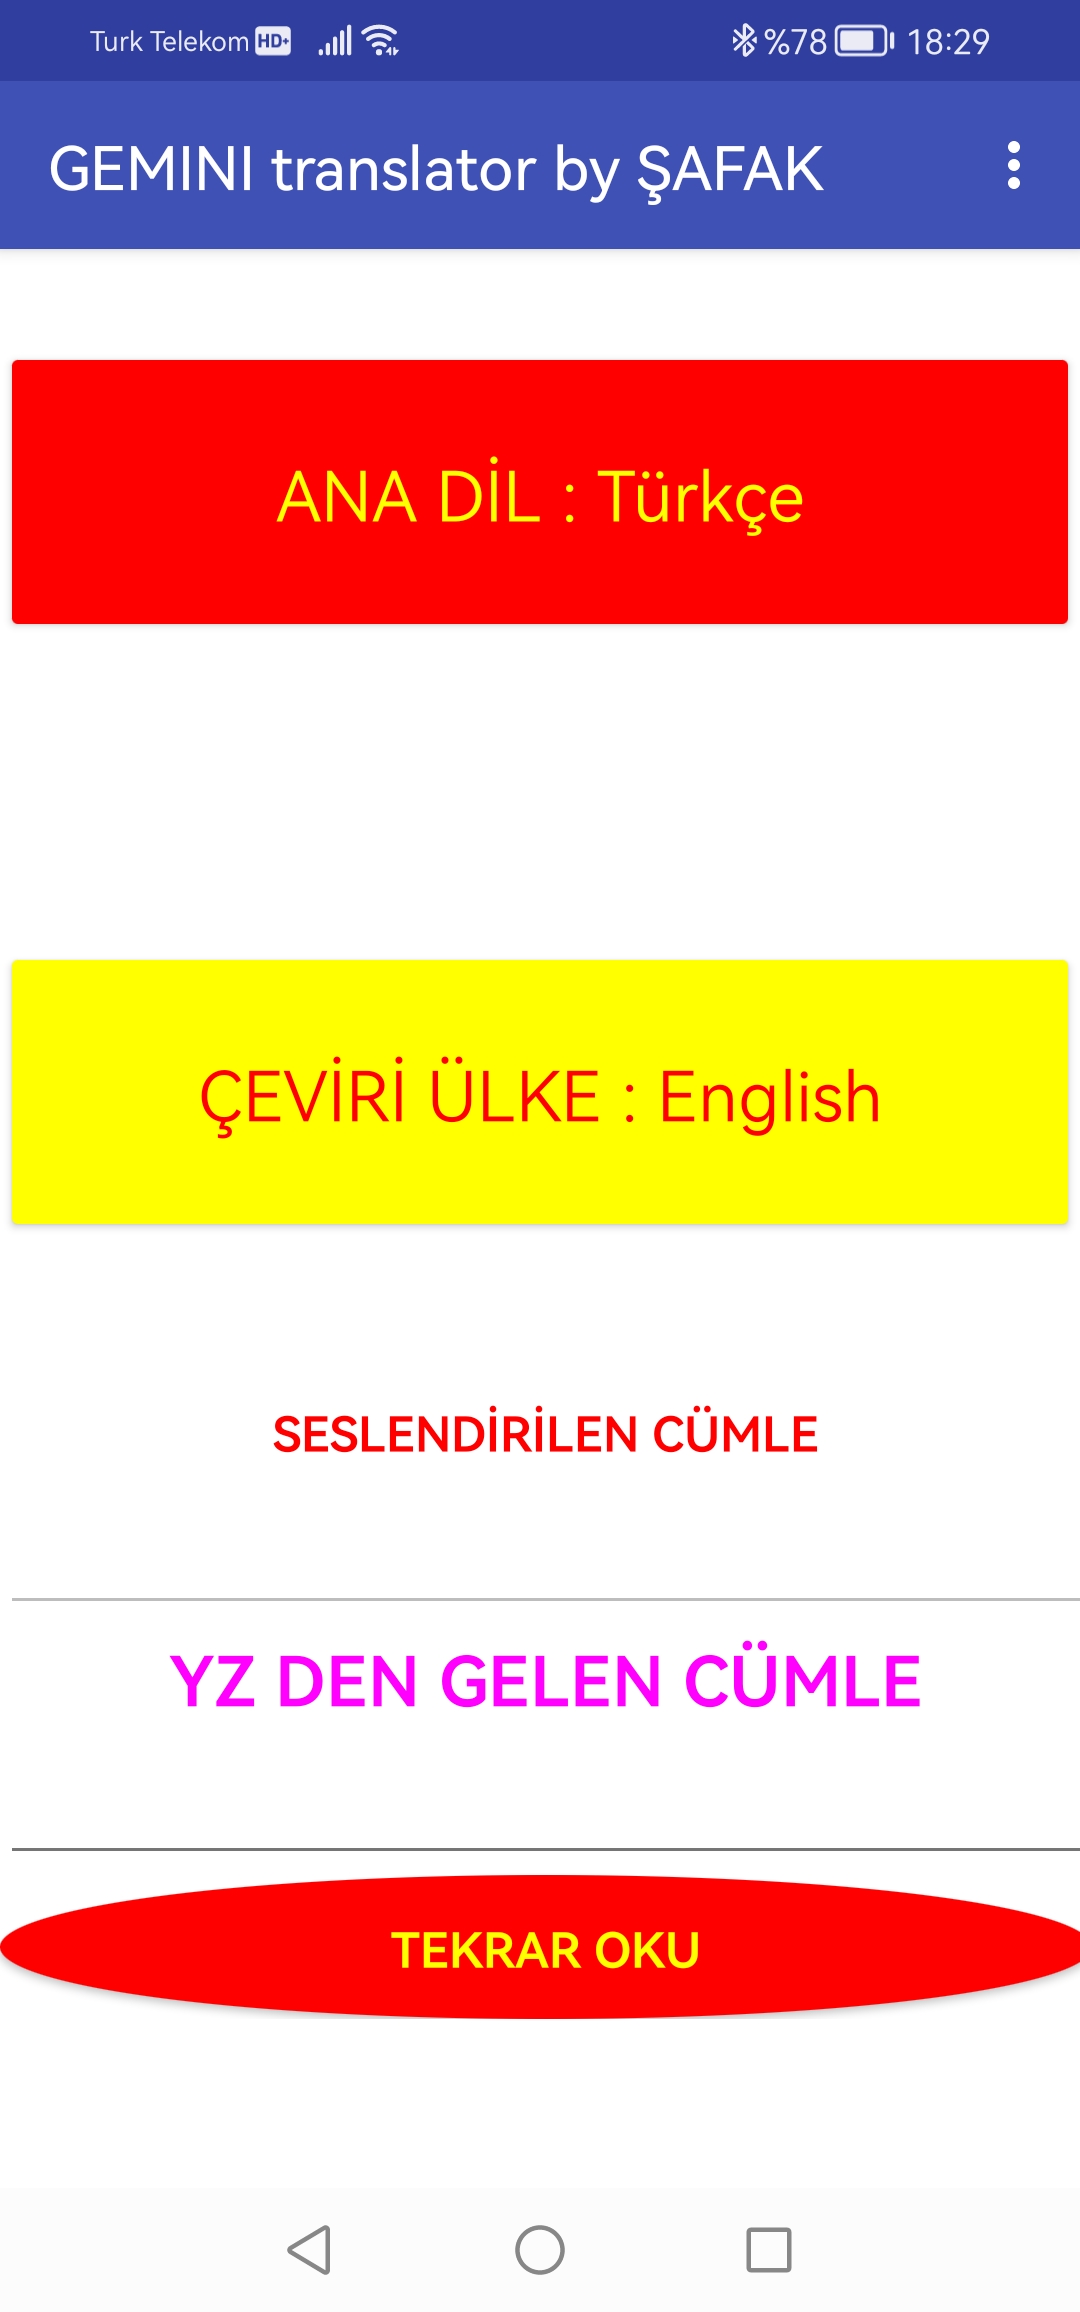 Turk Telekom HD+ %78 18:29
GEMINI translator by ŞAFAK
ANA DİL : Türkçe
ÇEVİRİ ÜLKE : English
SESLENDİRİLEN CÜMLE
YZ DEN GELEN CÜMLE
TEKRAR OKU